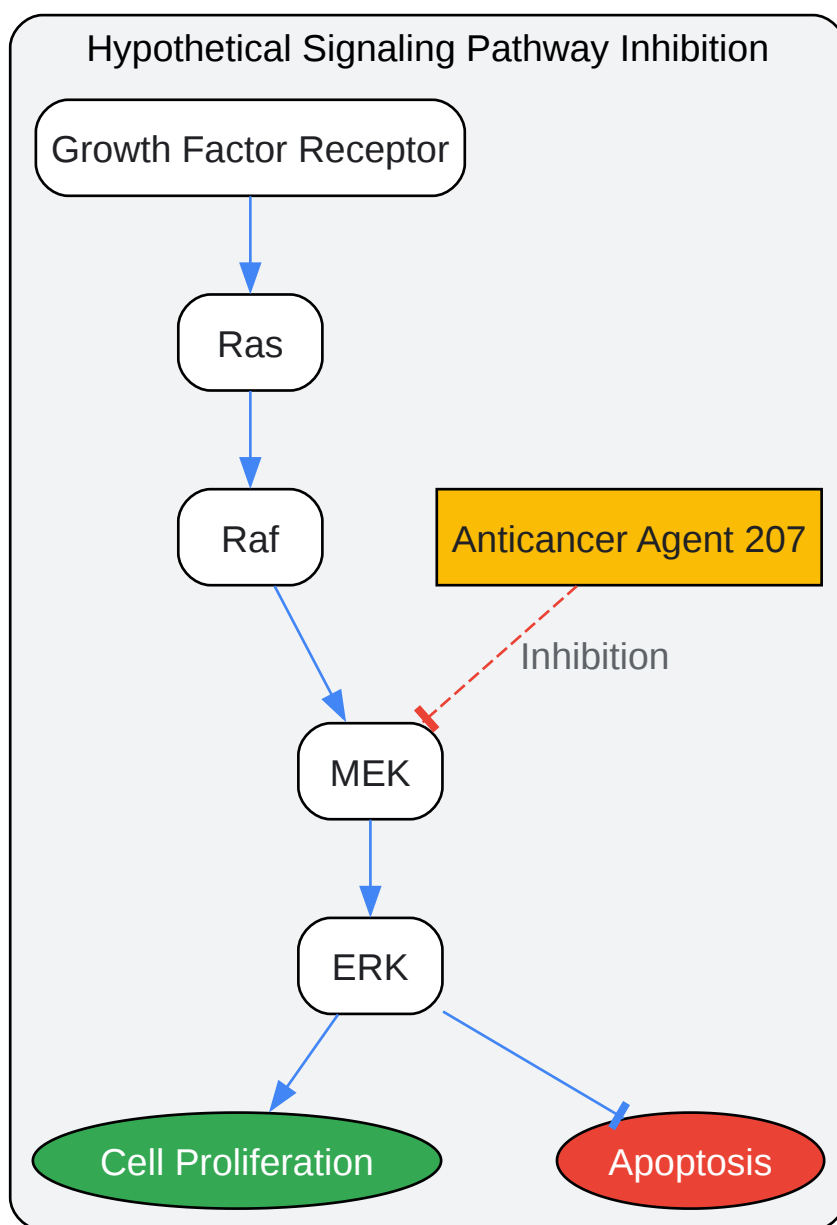 Hypothetical Signaling Pathway Inhibition
Growth Factor Receptor
Ras
Raf
Anticancer Agent 207
Inhibition
MEK
ERK
Cell Proliferation
Apoptosis